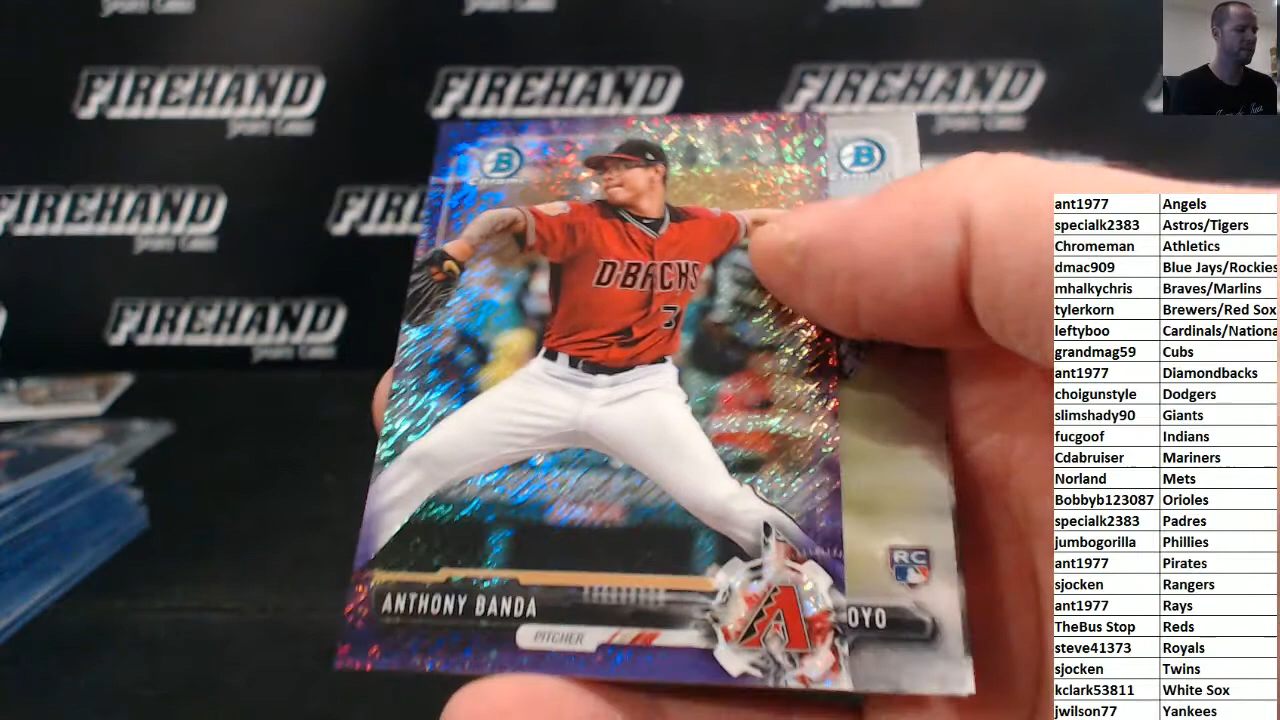 FIREHAND FIREHAND FIREHAND
FIREHAND FIRE
FIREHAND
B
CHROME
B
D-BACKS
3
RC
ANTHONY BANDA
OYO
PITCHER
A
ant1977 Angels
specialk2383 Astros/Tigers
Chromeman Athletics
dmac909 Blue Jays/Rockies
mhalkychris Braves/Marlins
tylerkorn Brewers/Red Sox
leftyboo Cardinals/Nationa
grandmag59 Cubs
ant1977 Diamondbacks
choigunstyle Dodgers
slimshady90 Giants
fucgoof Indians
Cdabruiser Mariners
Norland Mets
Bobbyb123087 Orioles
specialk2383 Padres
jumbogorilla Phillies
ant1977 Pirates
sjocken Rangers
ant1977 Rays
TheBus Stop Reds
steve41373 Royals
sjocken Twins
kclark53811 White Sox
jwilson77 Yankees